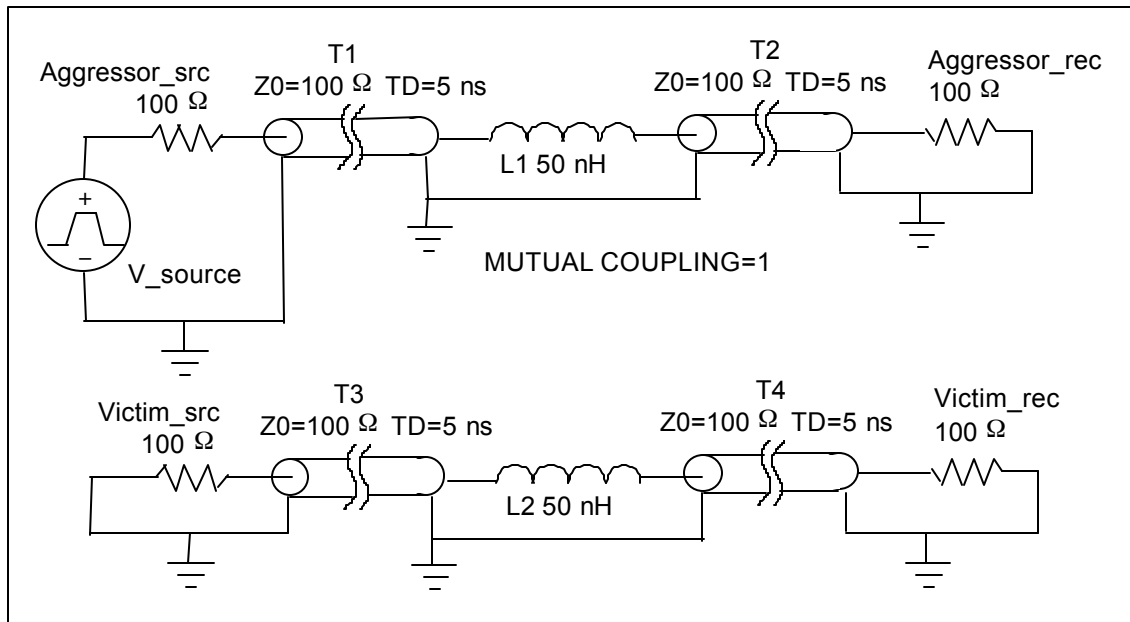 T1
T2
Aggressor_src
100 Ω
Z0=100 Ω TD=5 ns
Z0=100 Ω TD=5 ns
Aggressor_rec
100 Ω
L1 50 nH
+
−
V_source
MUTUAL COUPLING=1
T3
T4
Victim_src
100 Ω
Z0=100 Ω TD=5 ns
Z0=100 Ω TD=5 ns
Victim_rec
100 Ω
L2 50 nH